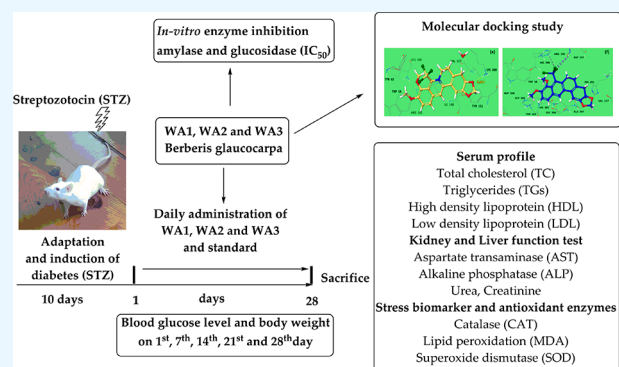 In-vitro enzyme inhibition
amylase and glucosidase (IC50)
Molecular docking study
Streptozotocin (STZ)
WA1, WA2 and WA3
Berberis glaucocarpa
Daily administration of
WA1, WA2 and WA3
and standard
Adaptation
and induction of
diabetes (STZ)
Sacrifice
10 days
1
days
28
Blood glucose level and body weight
on 1st, 7th, 14th, 21st and 28thday
Serum profile
Total cholesterol (TC)
Triglycerides (TGs)
High density lipoprotein (HDL)
Low density lipoprotein (LDL)
Kidney and Liver function test
Aspartate transaminase (AST)
Alkaline phosphatase (ALP)
Urea, Creatinine
Stress biomarker and antioxidant enzymes
Catalase (CAT)
Lipid peroxidation (MDA)
Superoxide dismutase (SOD)